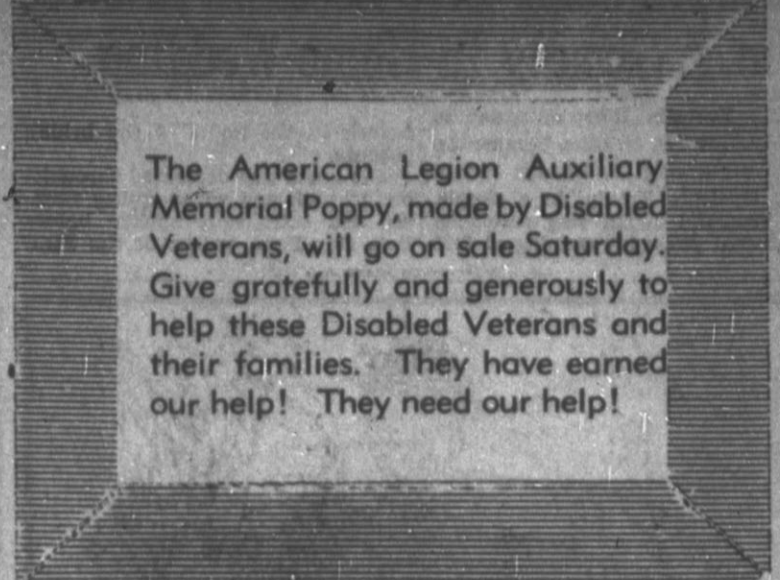 The American Legion Auxiliary
Memorial Poppy, made by Disabled
Veterans, will go on sale Saturday.
Give gratefully and generously to
help these Disabled Veterans and
their families. They have earned
our help! They need our help!